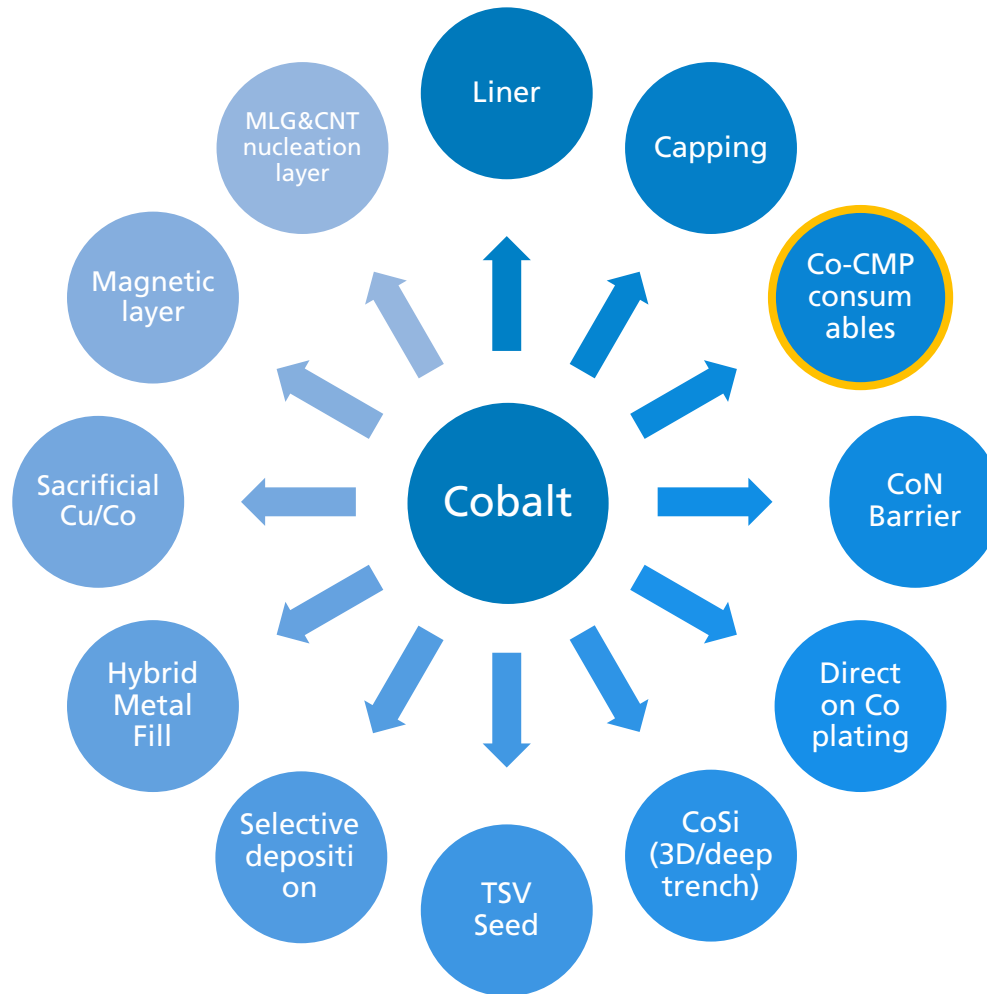 Liner
Capping
Co-CMP
consum
ables
CoN
Barrier
Direct
on Co
plating
CoSi
(3D/deep
trench)
TSV
Seed
Selective
depositi
on
Hybrid
Metal
Fill
Sacrificial
Cu/Co
Magnetic
layer
MLG&CNT
nucleation
layer
Cobalt